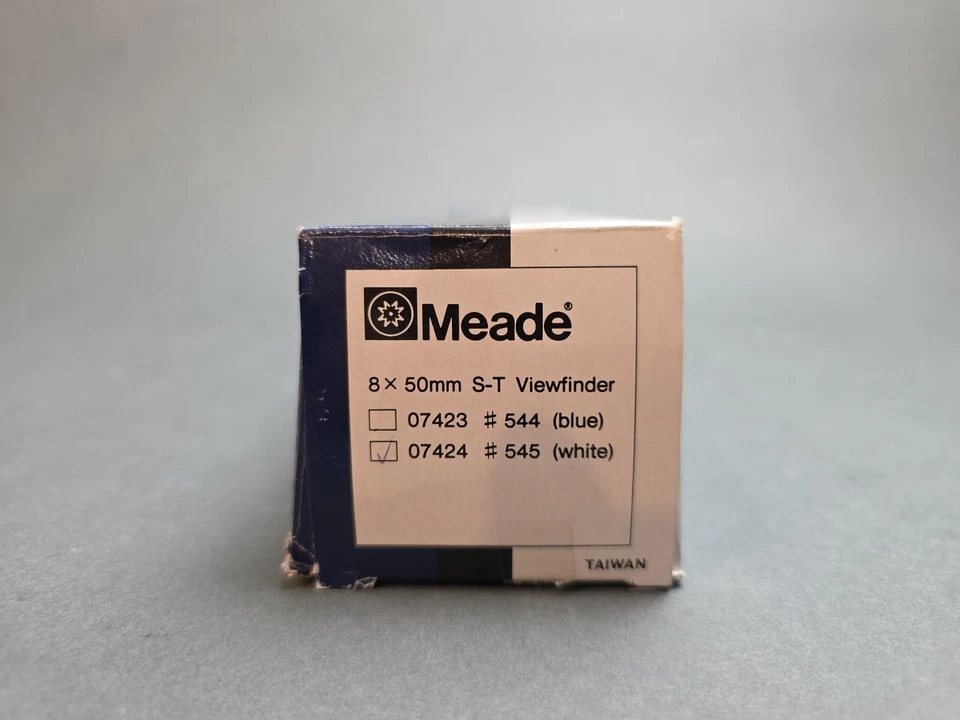 Meade®
8× 50mm S-T Viewfinder
07423 # 544 (blue)
07424 # 545 (white)
TAIWAN